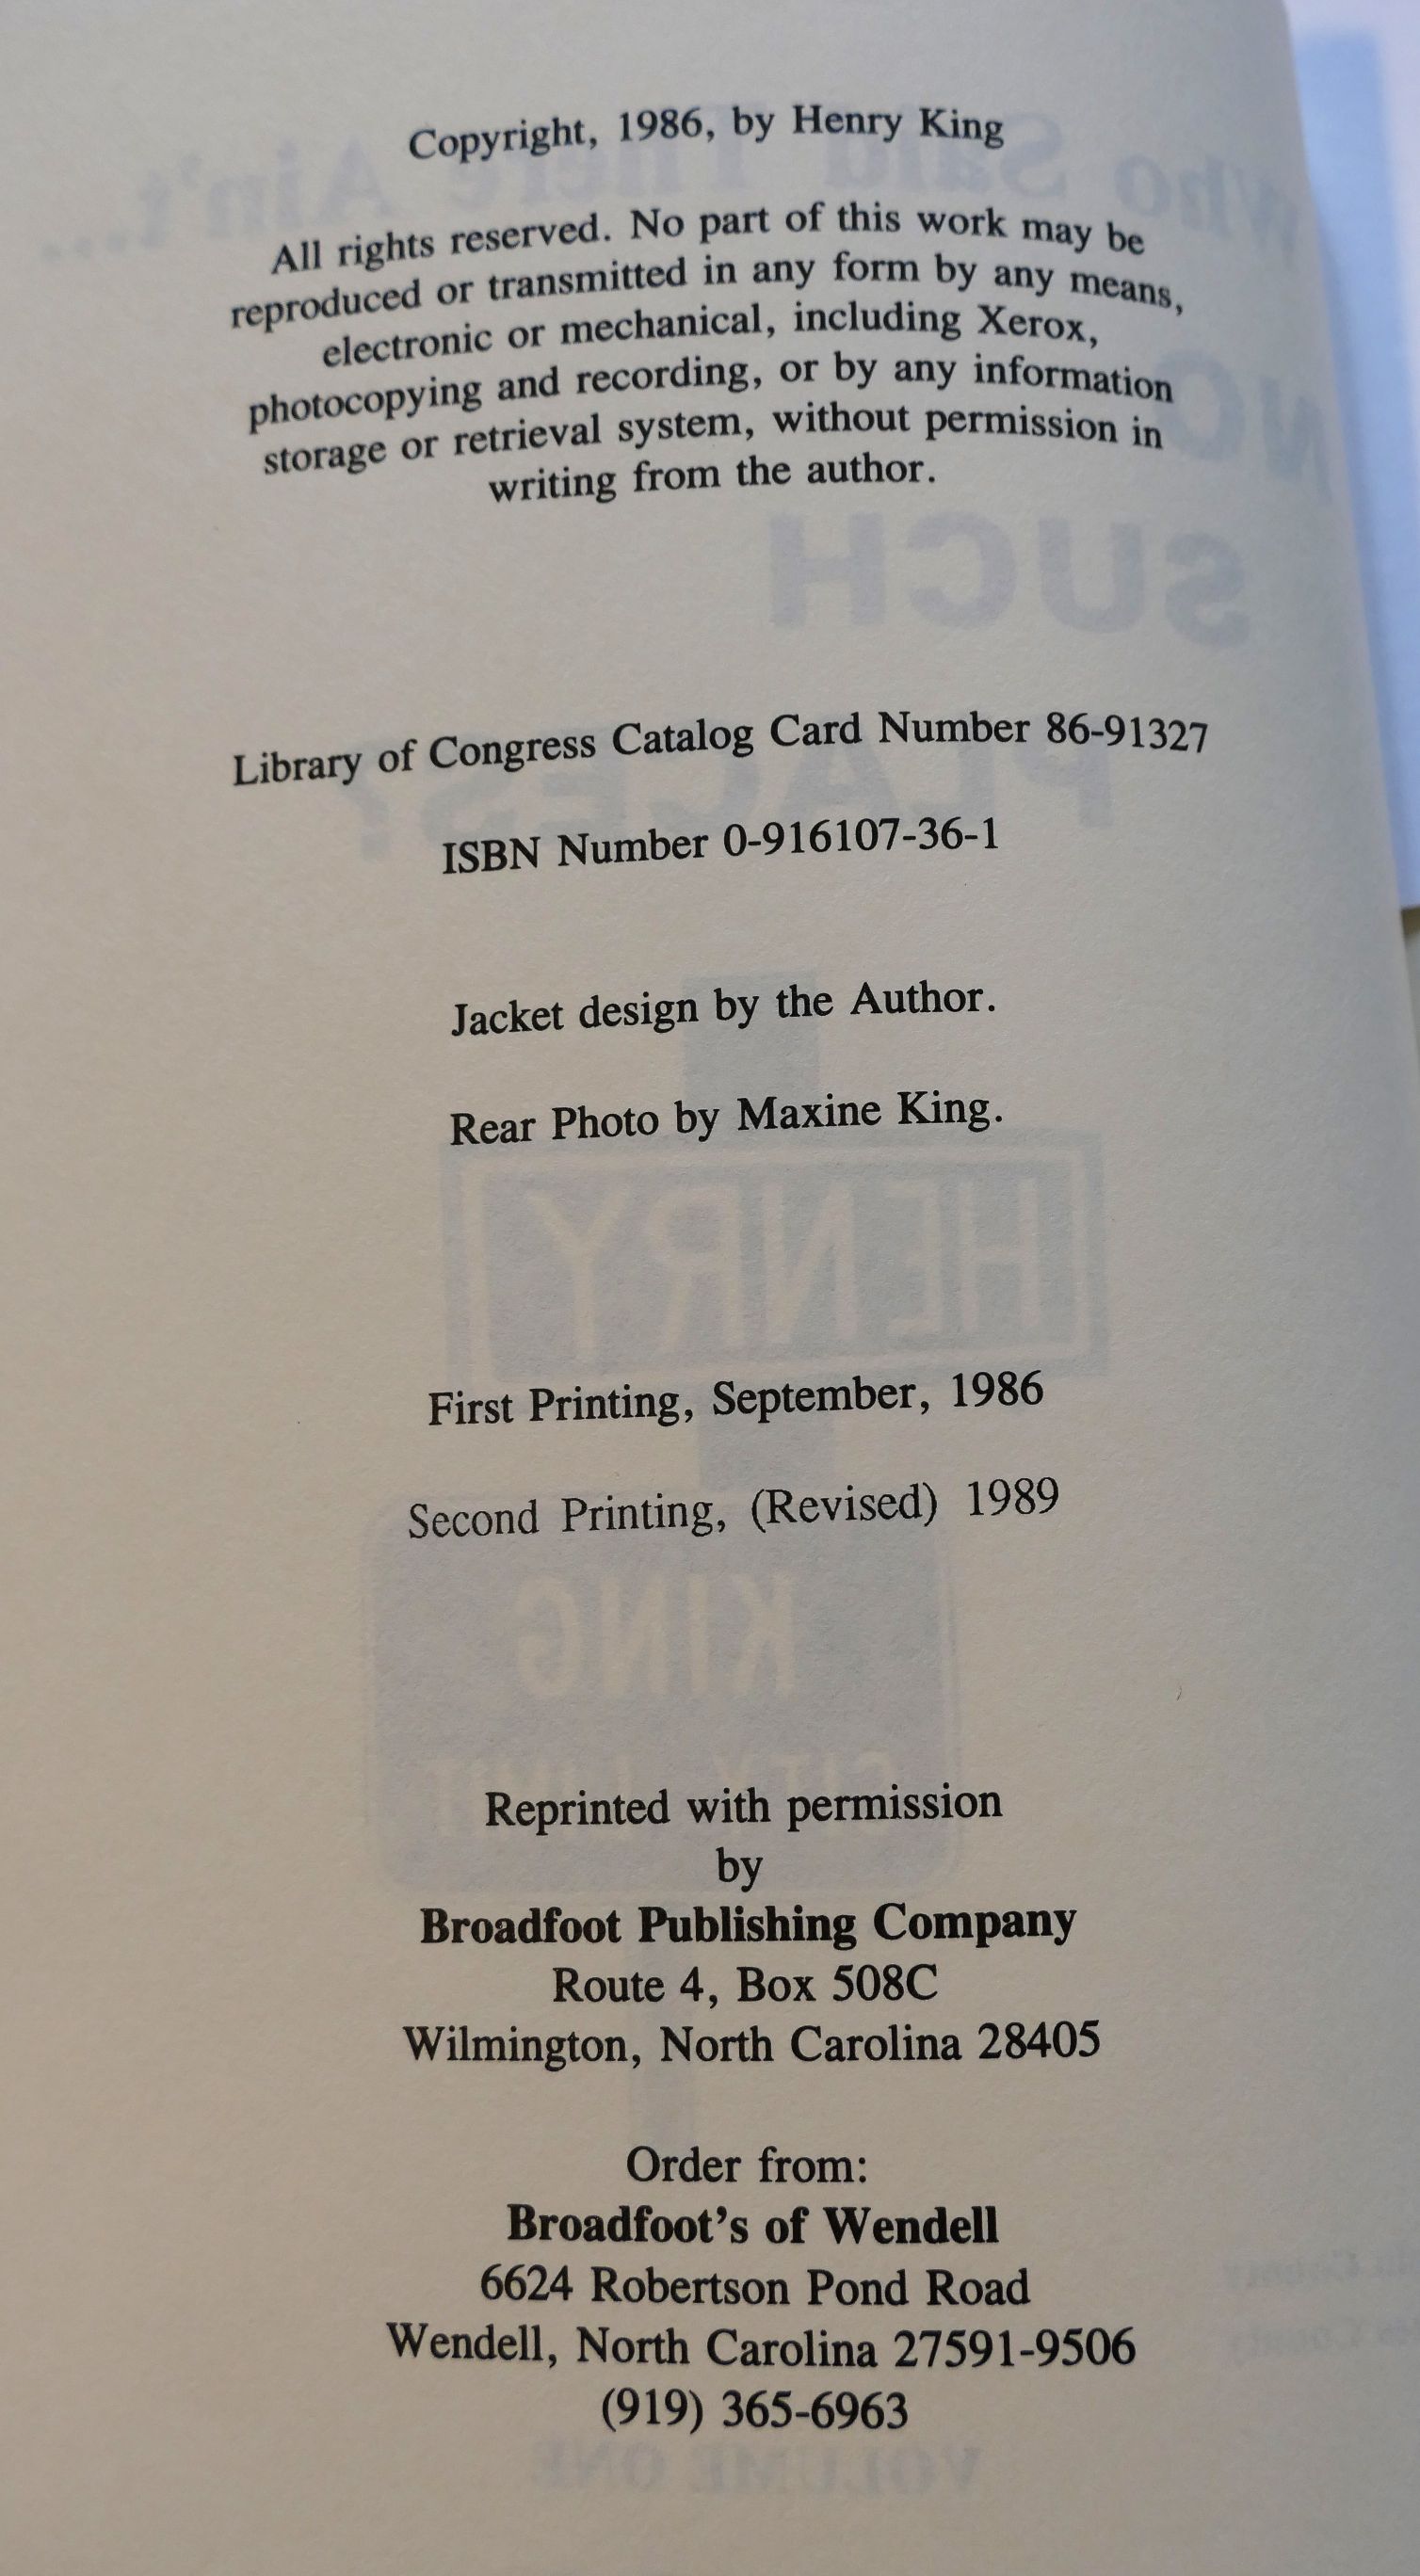 Copyright, 1986, by Henry King
All rights reserved. No part of this work may be
reproduced or transmitted in any form by any means,
electronic or mechanical, including Xerox,
photocopying and recording, or by any information
storage or retrieval system, without permission in
writing from the author.
Library of Congress Catalog Card Number 86-91327
ISBN Number 0-916107-36-1
Jacket design by the Author.
Rear Photo by Maxine King.
First Printing, September, 1986
Second Printing, (Revised) 1989
Reprinted with permission
by
Broadfoot Publishing Company
Route 4, Box 508C
Wilmington, North Carolina 28405
Order from:
Broadfoot's of Wendell
6624 Robertson Pond Road
Wendell, North Carolina 27591-9506
(919) 365-6963